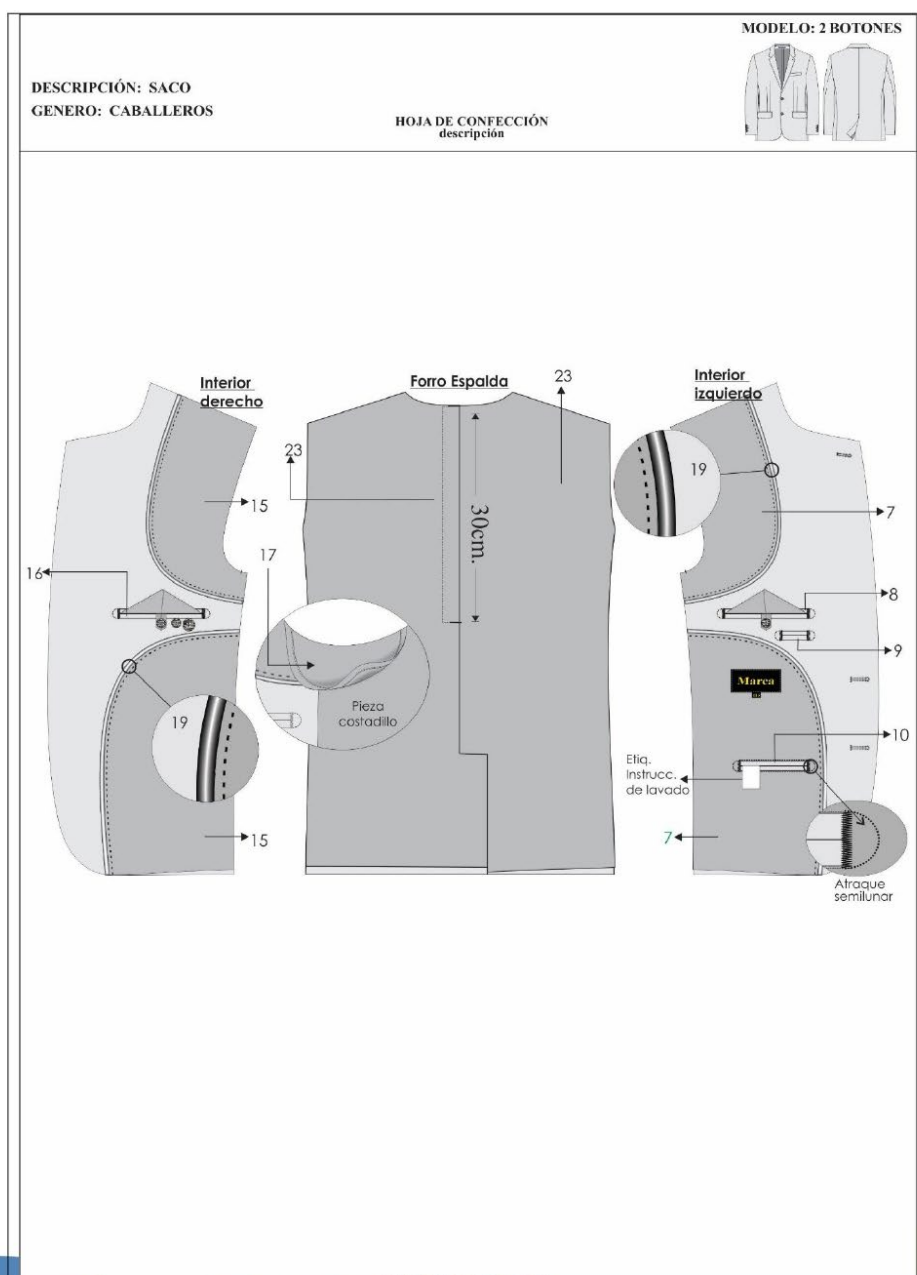 MODELO: 2 BOTONES
DESCRIPCIÓN: SACO
GENERO: CABALLEROS
HOJA DE CONFECCIÓN
descripción
Interior
derecho
Forro Espalda
23
Interior
izquierdo
23
30cm.
19
15
7
17
16
8
9
Marca
Pieza
costadillo
19
10
Etiq.
Instrucc.
de lavado
15
7
Atraque
semilunar